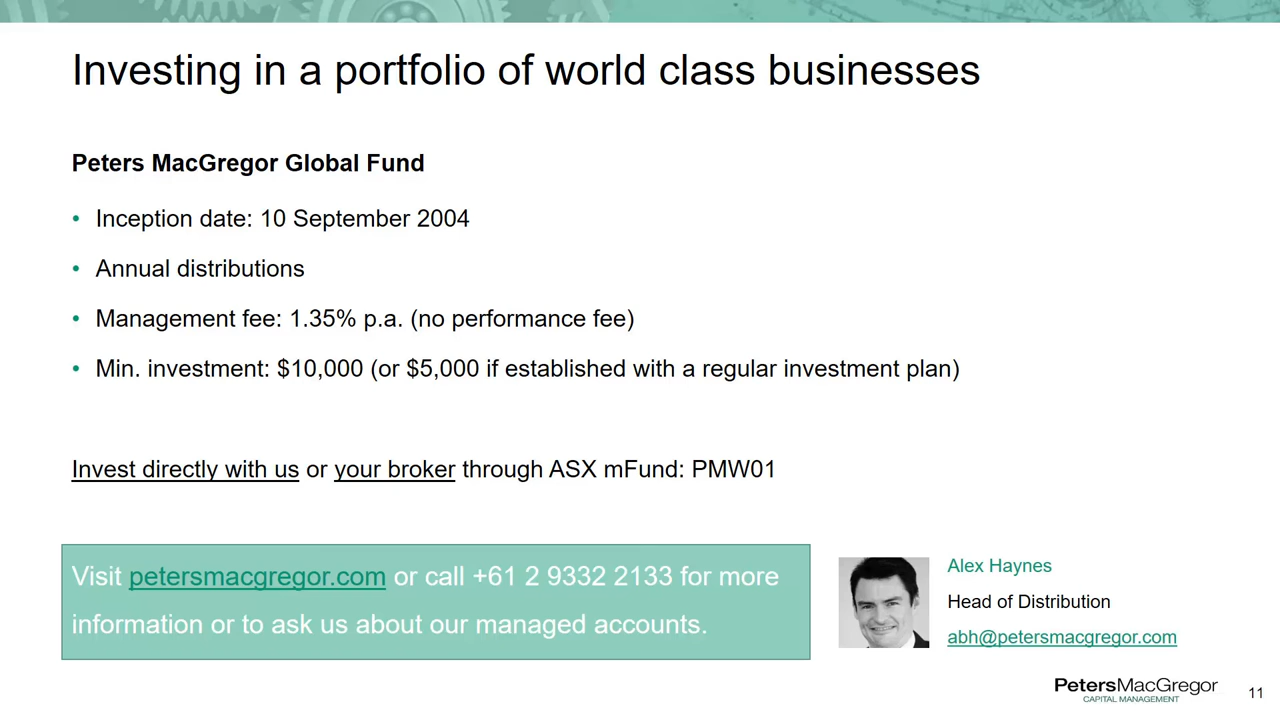 Investing in a portfolio of world class businesses
Peters MacGregor Global Fund
• Inception date: 10 September 2004
• Annual distributions
• Management fee: 1.35% p.a. (no performance fee)
• Min. investment: $10,000 (or $5,000 if established with a regular investment plan)
Invest directly with us or your broker through ASX mFund: PMW01
Visit petersmacgregor.com or call +61 2 9332 2133 for more
information or to ask us about our managed accounts.
Alex Haynes
Head of Distribution
abh@petersmacgregor.com
PetersMacGregor
CAPITAL MANAGEMENT
11